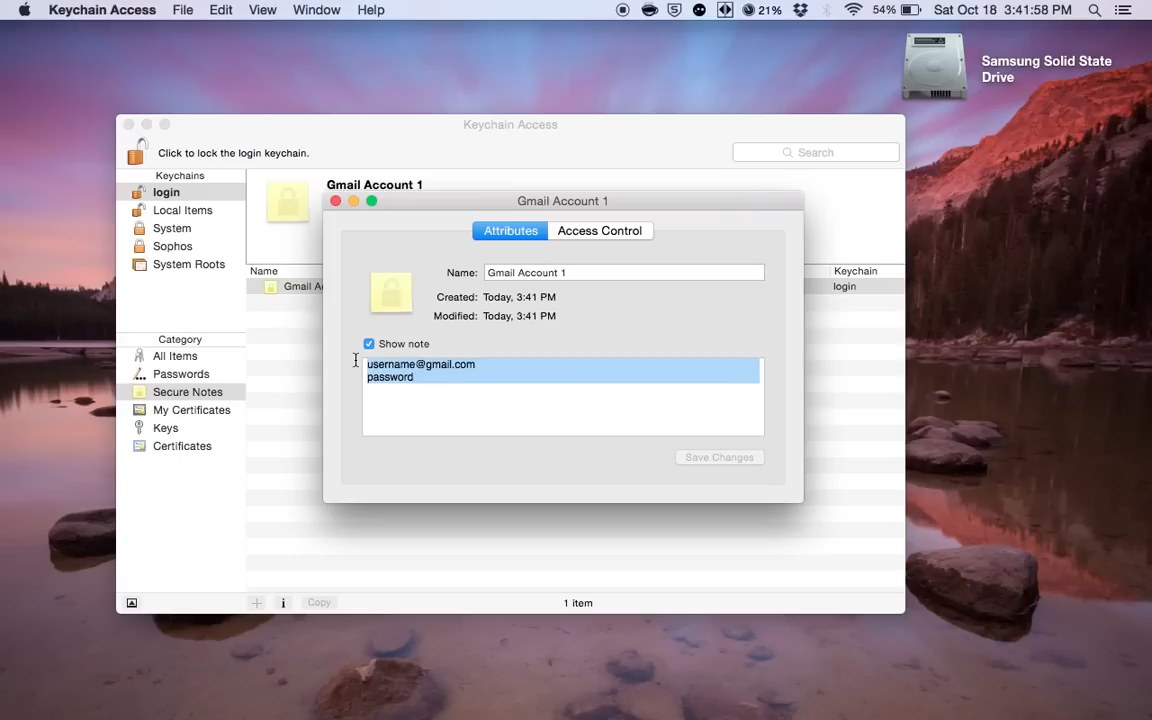 Keychain Access File Edit View Window Help 21% 54% Sat Oct 18 3:41:58 PM
Samsung Solid State
Drive
Keychain Access
Click to lock the login keychain.
Search
Keychains
login
Local Items
System
Sophos
System Roots
Category
All Items
Passwords
Secure Notes
My Certificates
Keys
Certificates
Gmail Account 1
Name Keychain
Gmail A login
Gmail Account 1
Attributes Access Control
Name: Gmail Account 1
Created: Today, 3:41 PM
Modified: Today, 3:41 PM
Show note
username@gmail.com
password
Save Changes
Copy
1 item